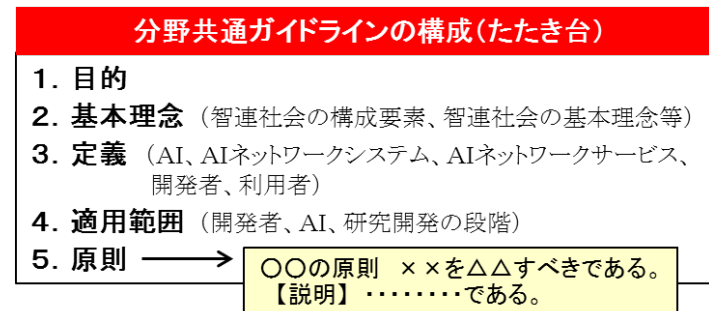 分野共通ガイドラインの構成(たたき台)
1. 目的
2. 基本理念 (智連社会の構成要素、智連社会の基本理念等)
3. 定義 (AI、AIネットワークシステム、AIネットワークサービス、
開発者、利用者)
4. 適用範囲 (開発者、AI、研究開発の段階)
5. 原則
〇〇の原則 ××を△△すべきである。
【説明】 ・・・・・・・・である。